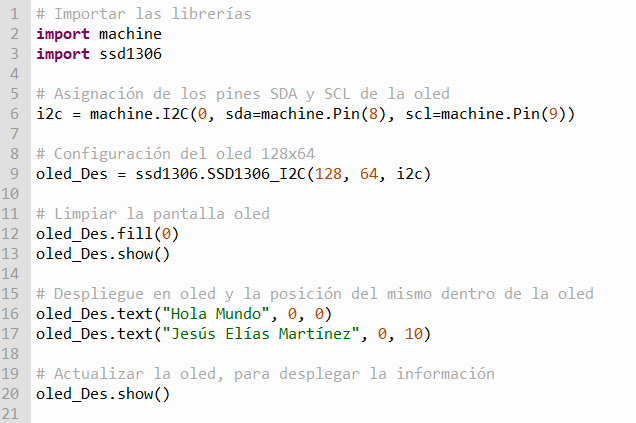 1 # Importar las librerías
2 import machine
3 import ssd1306
4
5 # Asignación de los pines SDA y SCL de la oled
6 i2c = machine.I2C(0, sda=machine.Pin(8), scl=machine.Pin(9))
7
8 # Configuración del oled 128x64
9 oled_Des = ssd1306.SSD1306_I2C(128, 64, i2c)
10
11 # Limpiar la pantalla oled
12 oled_Des.fill(0)
13 oled_Des.show()
14
15 # Despliegue en oled y la posición del mismo dentro de la oled
16 oled_Des.text("Hola Mundo", 0, 0)
17 oled_Des.text("Jesús Elías Martínez", 0, 10)
18
19 # Actualizar la oled, para desplegar la información
20 oled_Des.show()
21